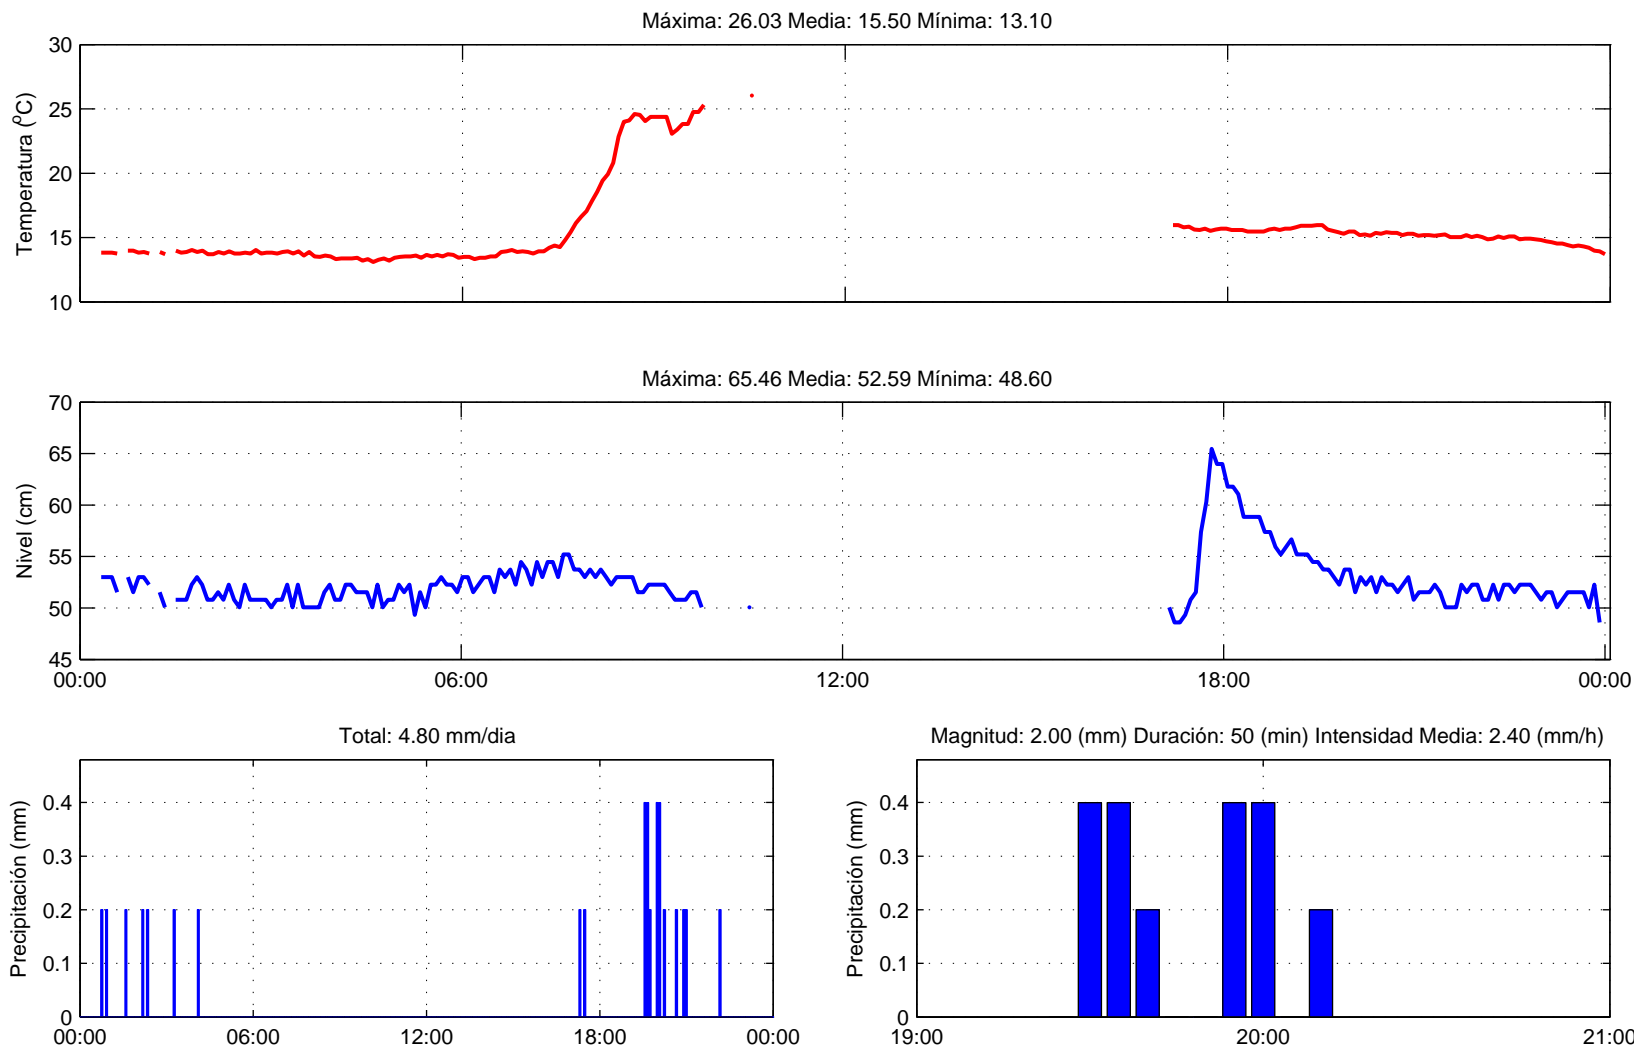 Máxima: 26.03 Media: 15.50 Mínima: 13.10
30
25
20
15
10
Temperatura (ºC)
Máxima: 65.46 Media: 52.59 Mínima: 48.60
70
65
60
55
50
45
Nivel (cm)
00:00 06:00 12:00 18:00 00:00
Total: 4.80 mm/dia
0.4
0.3
0.2
0.1
0
Precipitación (mm)
00:00 06:00 12:00 18:00 00:00
Magnitud: 2.00 (mm) Duración: 50 (min) Intensidad Media: 2.40 (mm/h)
0.4
0.3
0.2
0.1
0
Precipitación (mm)
19:00 20:00 21:00